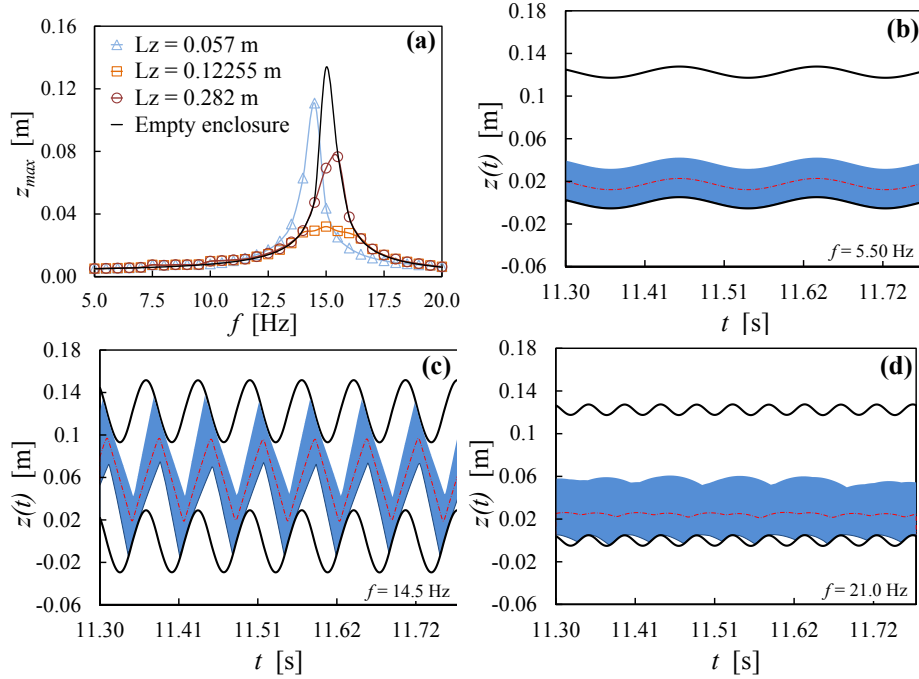 0.16
0.12
0.08
0.04
0.00
z_max [m]
(a)
Lz = 0.057 m
Lz = 0.12255 m
Lz = 0.282 m
Empty enclosure
5.0 7.5 10.0 12.5 15.0 17.5 20.0
f [Hz]
0.18
0.14
0.1
0.06
0.02
-0.02
-0.06
z(t) [m]
(b)
f = 5.50 Hz
11.30 11.41 11.51 11.62 11.72
t [s]
0.18
0.14
0.1
0.06
0.02
-0.02
-0.06
z(t) [m]
(c)
f = 14.5 Hz
11.30 11.41 11.51 11.62 11.72
t [s]
0.18
0.14
0.1
0.06
0.02
-0.02
-0.06
z(t) [m]
(d)
f = 21.0 Hz
11.30 11.41 11.51 11.62 11.72
t [s]